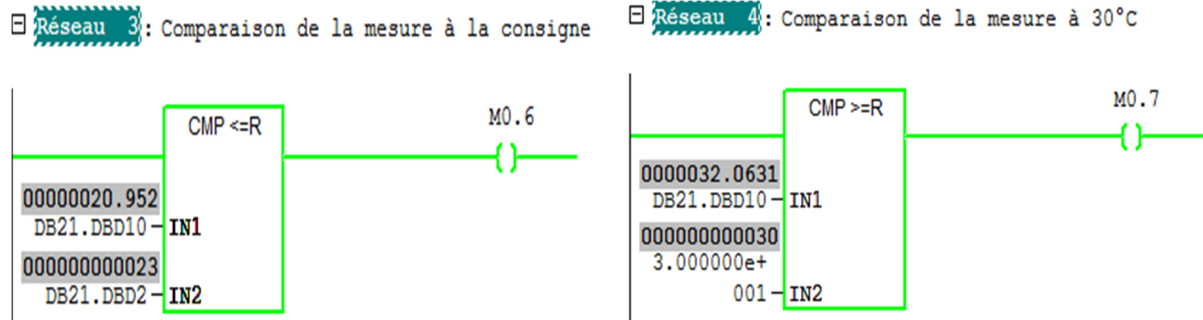 Réseau 3: Comparaison de la mesure à la consigne
CMP <=R
M0.6
00000020.952
DB21.DBD10
IN1
000000000023
DB21.DBD2
IN2
Réseau 4: Comparaison de la mesure à 30°C
CMP >=R
M0.7
0000032.0631
DB21.DBD10
IN1
000000000030
3.000000e+
001
IN2